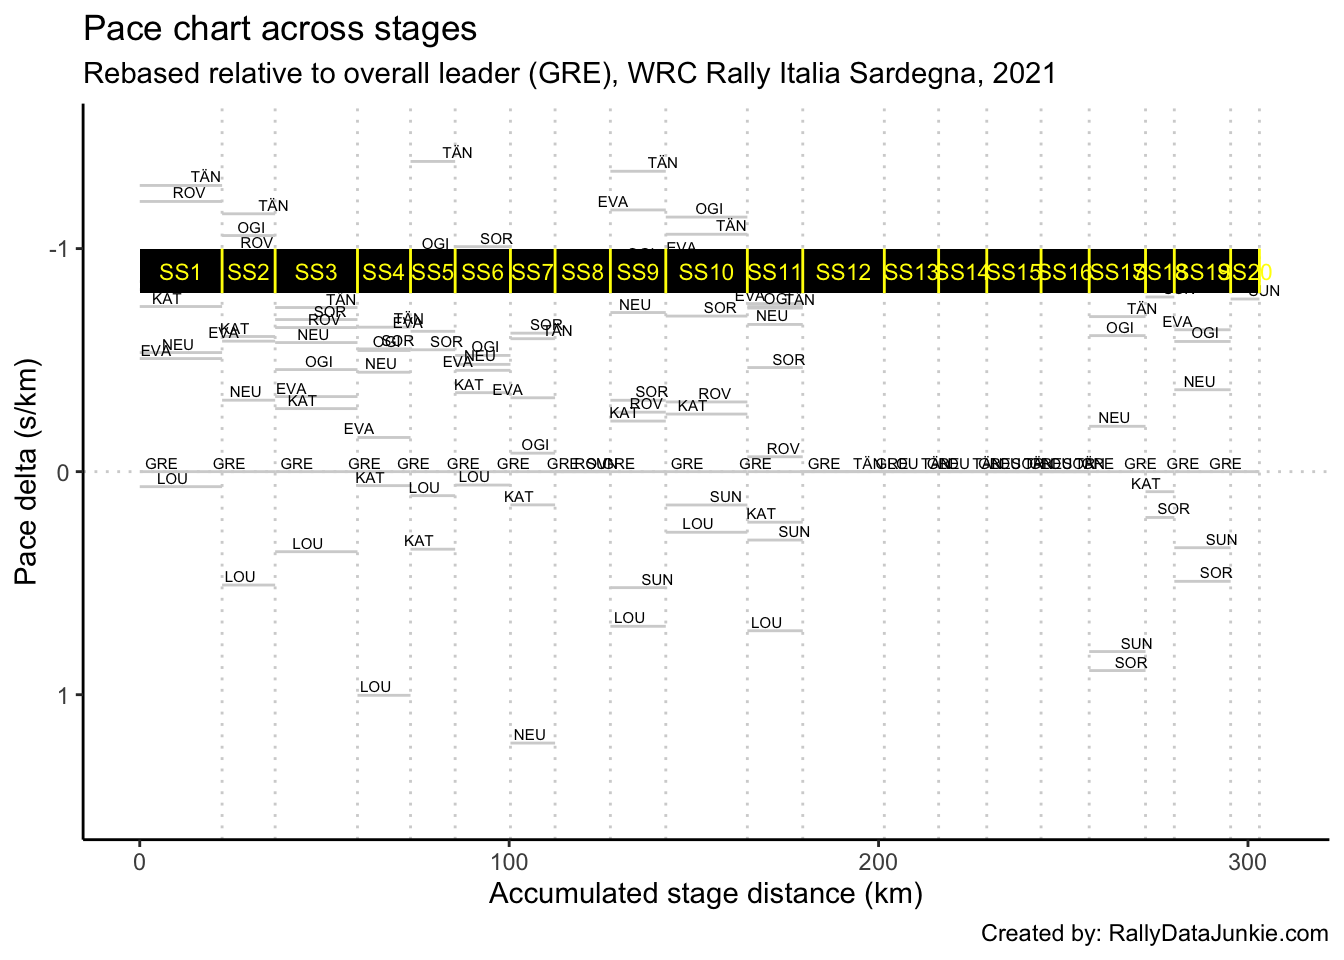 Pace chart across stages
Rebased relative to overall leader (GRE), WRC Rally Italia Sardegna, 2021
TÄN TÄN
TÄN ROV EVA
TÄN OGI TÄN
OGI ROV OGI SOR EVA
-1
SS1 SS2 SS3 SS4 SS5 SS6 SS7 SS8 SS9 SS10 SS11 SS12 SS13 SS14 SS15 SS16 SS17 SS18 SS19 SS20
KAT TÄN NEU EVA OGI TÄN SUN
SOR ROV TÄN EVA SOR TÄN SOR NEU TÄN EVA OGI OGI
EVA KAT NEU OGI SOR SOR OGI
EVA NEU OGI NEU EVA NEU SOR
NEU EVA KAT KAT EVA SOR ROV KAT ROV KAT NEU
EVA OGI ROV NEU
0
GRE GRE GRE GRE GRE GRE GRE GRE ROV SUN GRE GRE GRE GRE TÄN GRE LOU TÄN TÄN TÄN SOR GRE GRE GRE GRE
LOU KAT LOU LOU KAT SUN KAT KAT SOR
LOU KAT LOU SUN SUN SOR
LOU SUN LOU LOU
SUN SOR
1
LOU
NEU
0 100 200 300
Pace delta (s/km)
Accumulated stage distance (km)
Created by: RallyDataJunkie.com